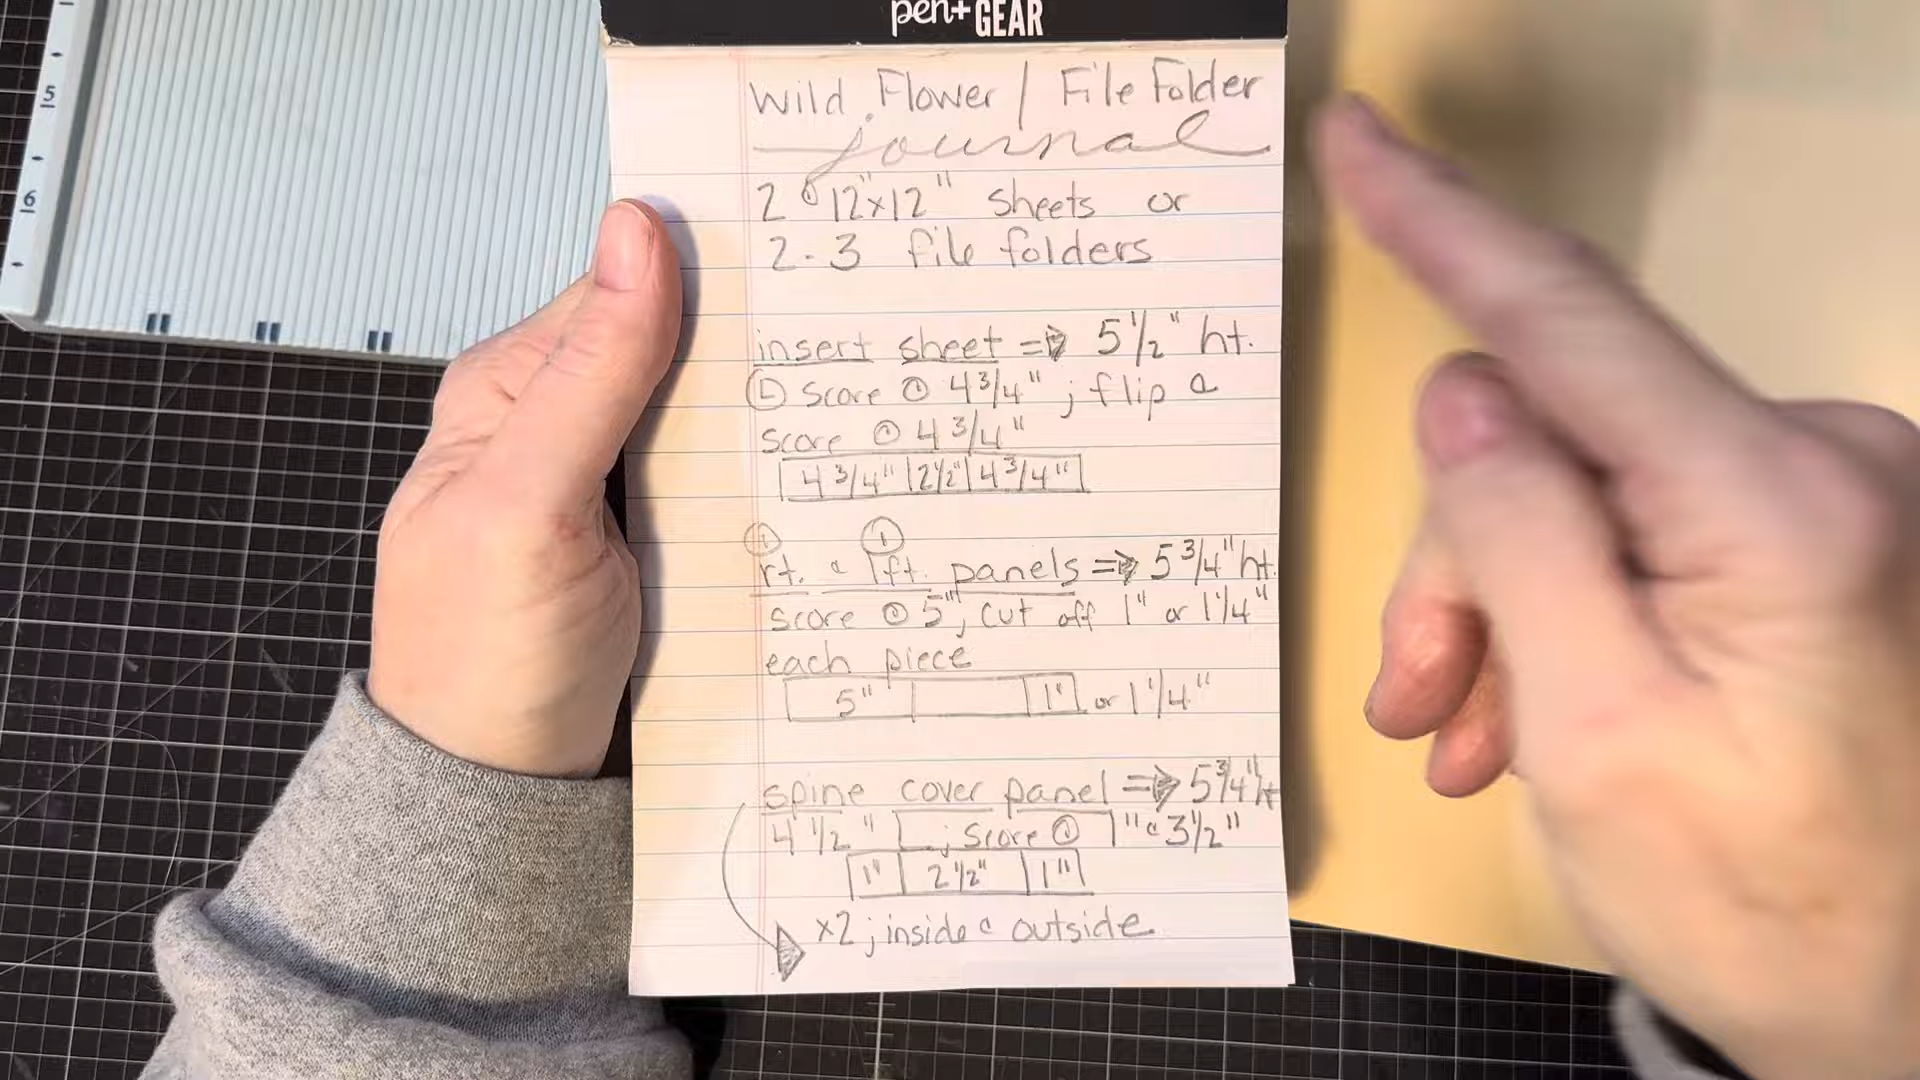 pen+GEAR
5
6
Wild Flower / File Folder
journal
2 @ 12"x12" sheets or
2-3 file folders
insert sheet => 5 1/2" ht.
① score @ 4 3/4" ; flip &
score @ 4 3/4"
4 3/4" | 2 1/2" | 4 3/4"
① ①
rt. & lft. panels => 5 3/4" ht.
score @ 5", cut off 1" or 1 1/4"
each piece
5" 1" or 1 1/4"
spine cover panel => 5 3/4" ht
4 1/2" ; score @ 1" & 3 1/2"
1" 2 1/2" 1"
x2 ; inside & outside